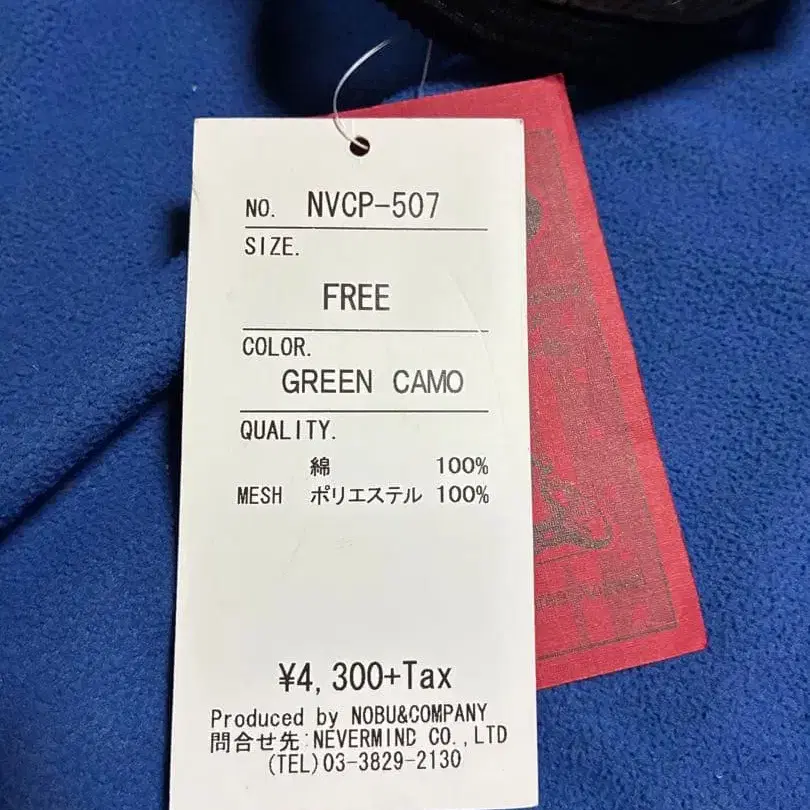 NO. NVCP-507
SIZE.
FREE
COLOR.
GREEN CAMO
QUALITY.
綿 100%
MESH ポリエステル 100%
¥4,300+Tax
Produced by NOBU&COMPANY
問合せ先:NEVERMIND CO.,LTD
(TEL)03-3829-2130